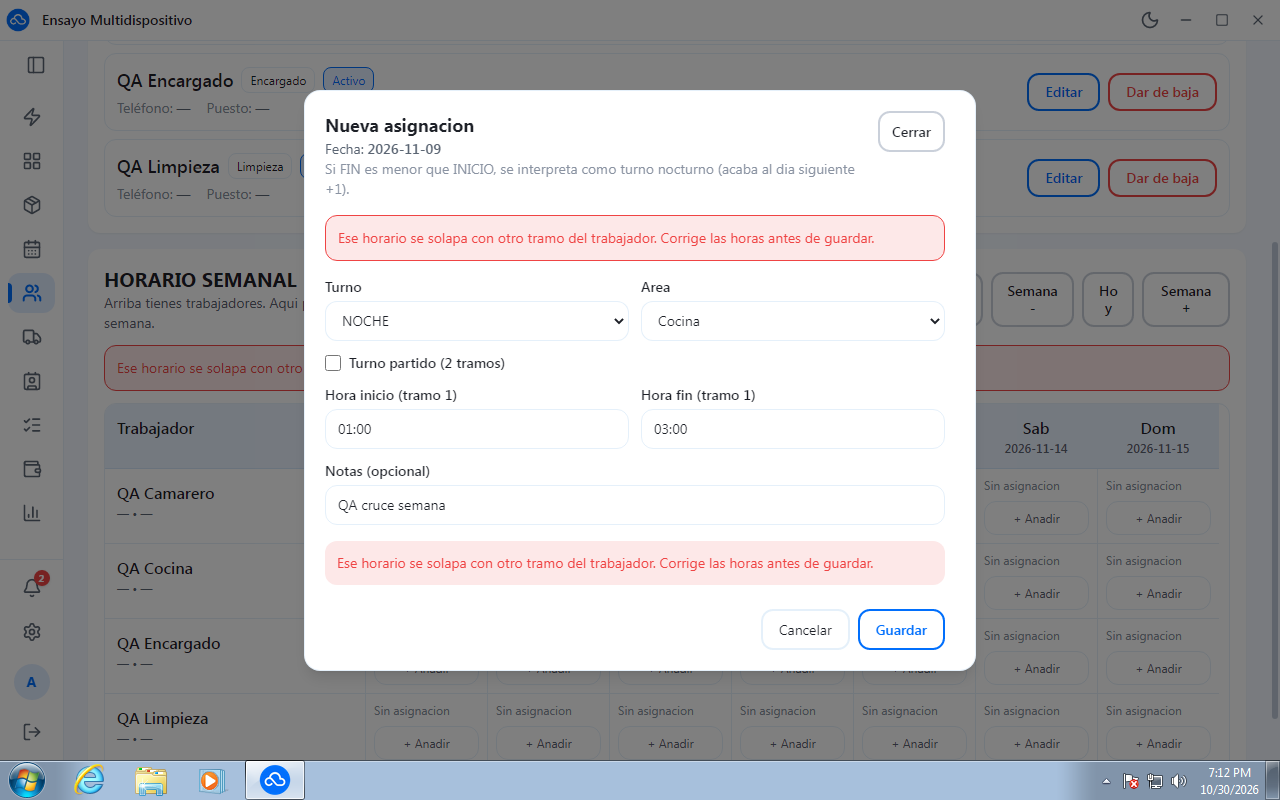 Ensayo Multidispositivo
QA Encargado Encargado Activo
Teléfono: — Puesto: —
Editar Dar de baja
QA Limpieza Limpieza
Teléfono: — Puesto: —
Editar Dar de baja
Nueva asignacion
Fecha: 2026-11-09
Si FIN es menor que INICIO, se interpreta como turno nocturno (acaba al dia siguiente
+1).
Cerrar
Ese horario se solapa con otro tramo del trabajador. Corrige las horas antes de guardar.
Turno Area
NOCHE Cocina
Turno partido (2 tramos)
Hora inicio (tramo 1) Hora fin (tramo 1)
01:00 03:00
Notas (opcional)
QA cruce semana
Ese horario se solapa con otro tramo del trabajador. Corrige las horas antes de guardar.
Cancelar Guardar
HORARIO SEMANAL
Arriba tienes trabajadores. Aqui
semana.
Semana
-
Ho
y
Semana
+
Ese horario se solapa con otro
Trabajador Sab Dom
2026-11-14 2026-11-15
QA Camarero
— • —
Sin asignacion Sin asignacion
+ Anadir + Anadir
QA Cocina
— • —
Sin asignacion Sin asignacion
+ Anadir + Anadir
QA Encargado
— • —
Sin asignacion Sin asignacion
+ Anadir + Anadir
QA Limpieza
— • —
Sin asignacion Sin asignacion Sin asignacion Sin asignacion Sin asignacion Sin asignacion Sin asignacion
+ Anadir + Anadir + Anadir + Anadir + Anadir + Anadir + Anadir
2
A
7:12 PM
10/30/2026